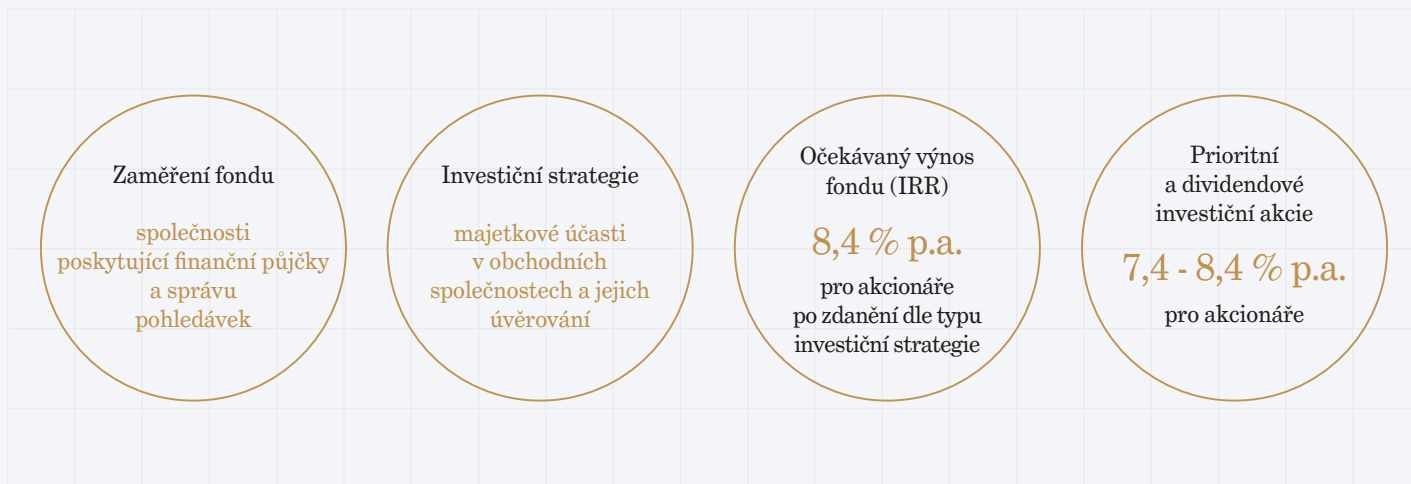 Zaměření fondu
společnosti
poskytující finanční půjčky
a správu
pohledávek
Investiční strategie
majetkové účasti
v obchodních
společnostech a jejich
úvěrování
Očekávaný výnos
fondu (IRR)
8,4 % p.a.
pro akcionáře
po zdanění dle typu
investiční strategie
Prioritní
a dividendové
investiční akcie
7,4 - 8,4 % p.a.
pro akcionáře